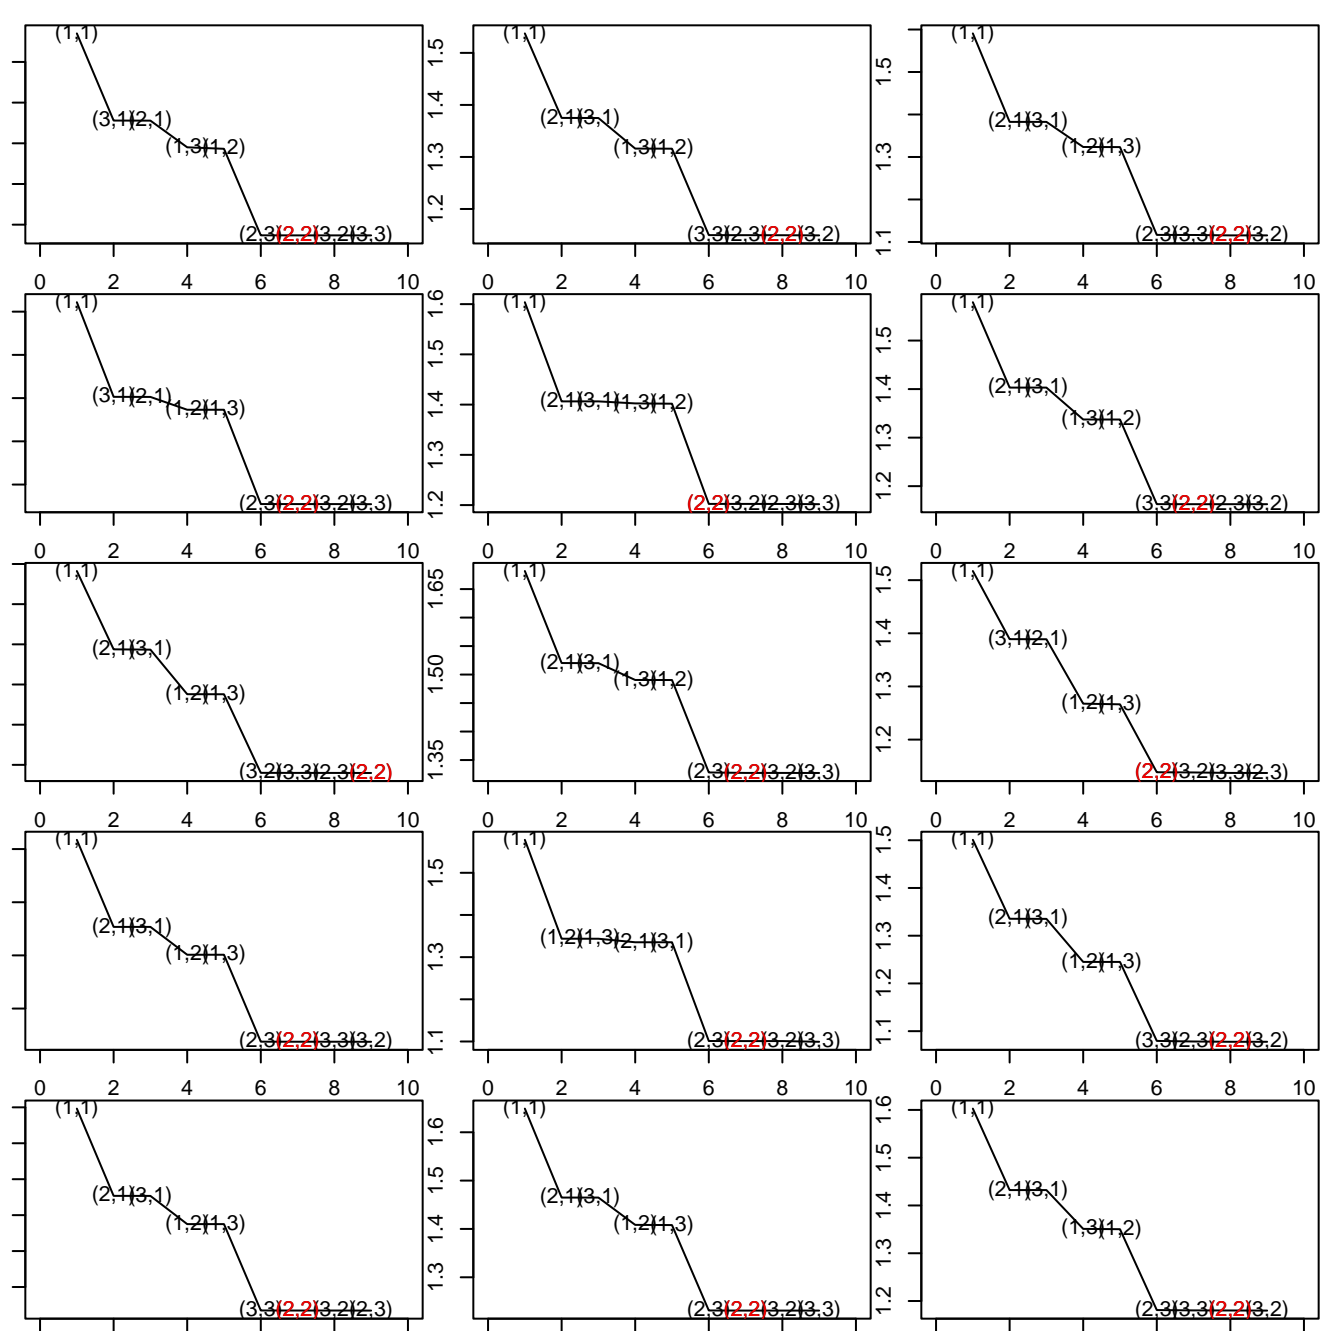 (1,1) (3,1) (2,1) (1,3) (1,2) (2,3) (2,2) (3,2) (3,3)
1.2 1.3 1.4 1.5
(1,1) (2,1) (3,1) (1,3) (1,2) (3,3) (2,3) (2,2) (3,2)
1.1 1.3 1.5
(1,1) (2,1) (3,1) (1,2) (1,3) (2,3) (3,3) (2,2) (3,2)
0 2 4 6 8 10 0 2 4 6 8 10 0 2 4 6 8 10
(1,1) (3,1) (2,1) (1,2) (1,3) (2,3) (2,2) (3,2) (3,3)
1.2 1.3 1.4 1.5 1.6
(1,1) (2,1) (3,1) (1,3) (1,2) (2,2) (3,2) (2,3) (3,3)
1.2 1.3 1.4 1.5
(1,1) (2,1) (3,1) (1,3) (1,2) (3,3) (2,2) (2,3) (3,2)
0 2 4 6 8 10 0 2 4 6 8 10 0 2 4 6 8 10
(1,1) (2,1) (3,1) (1,2) (1,3) (3,2) (3,3) (2,3) (2,2)
1.35 1.50 1.65
(1,1) (2,1) (3,1) (1,3) (1,2) (2,3) (2,2) (3,2) (3,3)
1.2 1.3 1.4 1.5
(1,1) (3,1) (2,1) (1,2) (1,3) (2,2) (3,2) (3,3) (2,3)
0 2 4 6 8 10 0 2 4 6 8 10 0 2 4 6 8 10
(1,1) (2,1) (3,1) (1,2) (1,3) (2,3) (2,2) (3,3) (3,2)
1.1 1.3 1.5
(1,1) (1,2) (1,3) (2,1) (3,1) (2,3) (2,2) (3,2) (3,3)
1.1 1.2 1.3 1.4 1.5
(1,1) (2,1) (3,1) (1,2) (1,3) (3,3) (2,3) (2,2) (3,2)
0 2 4 6 8 10 0 2 4 6 8 10 0 2 4 6 8 10
(1,1) (2,1) (3,1) (1,2) (1,3) (3,3) (2,2) (3,2) (2,3)
1.3 1.4 1.5 1.6
(1,1) (2,1) (3,1) (1,2) (1,3) (2,3) (2,2) (3,2) (3,3)
1.2 1.3 1.4 1.5 1.6
(1,1) (2,1) (3,1) (1,3) (1,2) (2,3) (3,3) (2,2) (3,2)